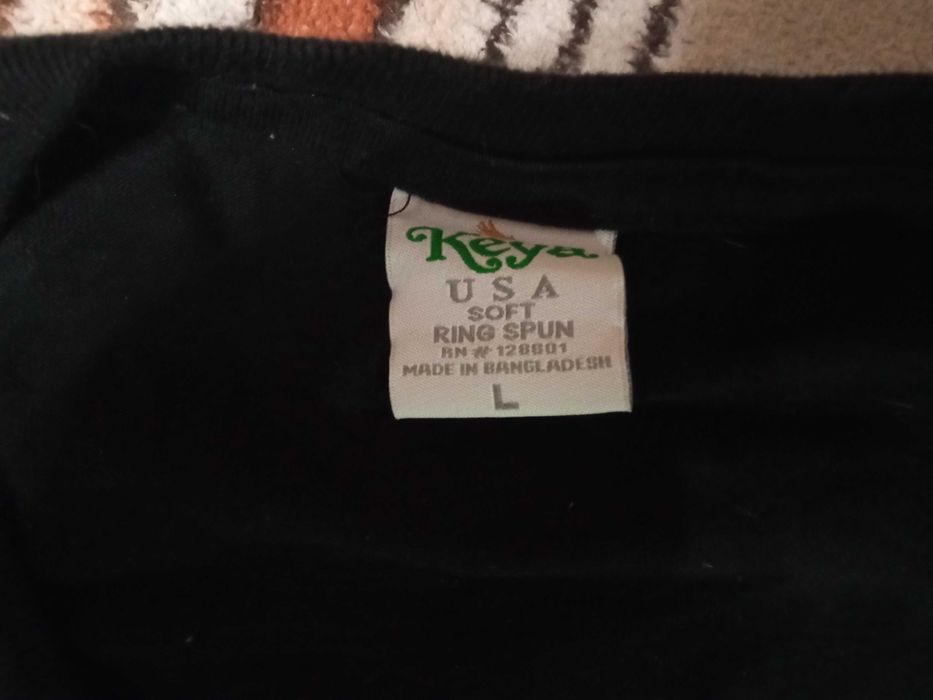 Keya
USA
SOFT
RING SPUN
RN # 128601
MADE IN BANGLADESH
L